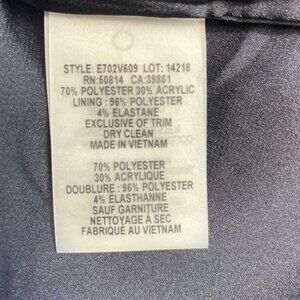 STYLE: E702V609 LOT: 14218
RN:50814 CA:39861
70% POLYESTER 30% ACRYLIC
LINING : 96% POLYESTER
4% ELASTANE
EXCLUSIVE OF TRIM
DRY CLEAN
MADE IN VIETNAM
70% POLYESTER
30% ACRYLIQUE
DOUBLURE : 96% POLYESTER
4% ELASTHANNE
SAUF GARNITURE
NETTOYAGE A SEC
FABRIQUÉ AU VIETNAM